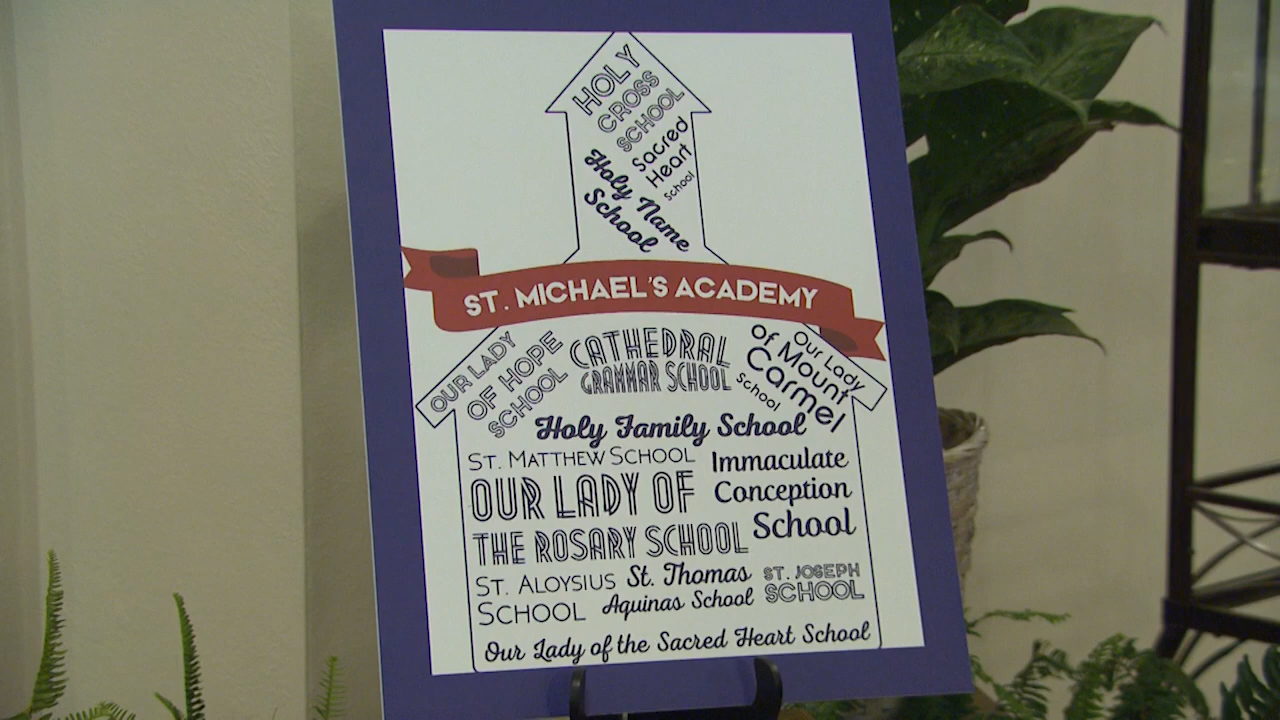 HOLY
CROSS
SCHOOL
Sacred
Heart
School
Holy Name
School
ST. MICHAEL'S ACADEMY
OUR LADY
OF HOPE
SCHOOL
CATHEDRAL
GRAMMAR SCHOOL
Our Lady
of Mount
Carmel
School
Holy Family School
ST. MATTHEW SCHOOL
Immaculate
Conception
School
OUR LADY OF
THE ROSARY SCHOOL
ST. ALOYSIUS
SCHOOL
St. Thomas
Aquinas School
ST. JOSEPH
SCHOOL
Our Lady of the Sacred Heart School